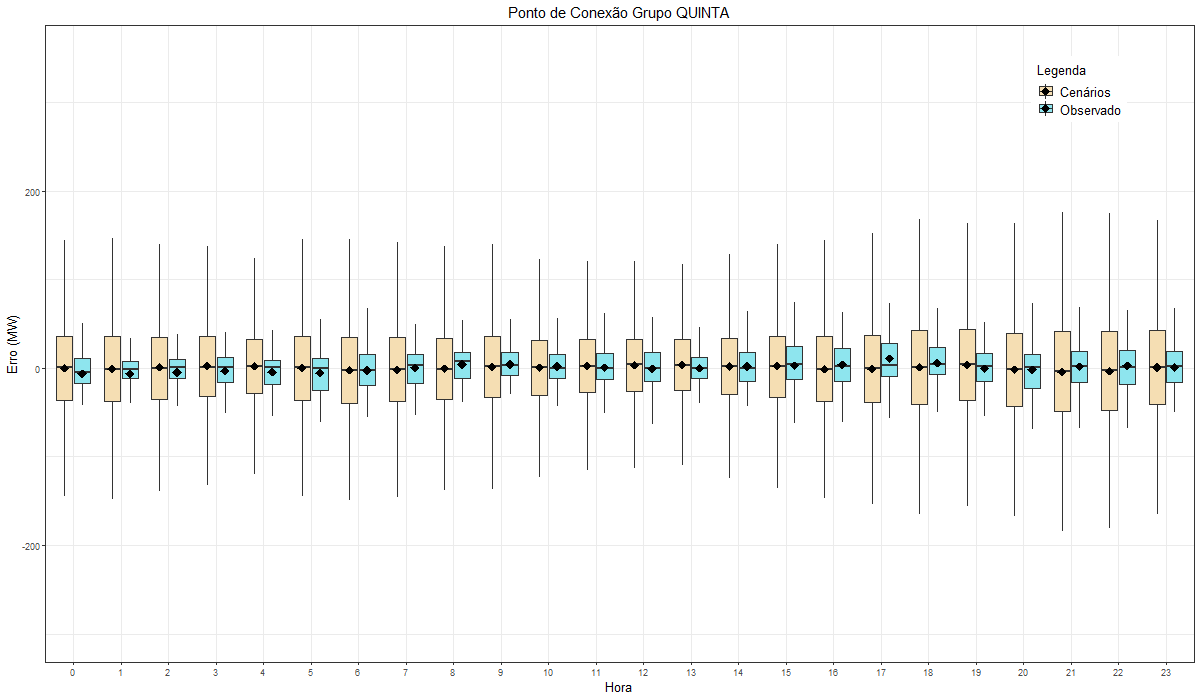 Ponto de Conexão Grupo QUINTA
Legenda
Cenários
Observado
Erro (MW)
200
0
-200
0 1 2 3 4 5 6 7 8 9 10 11 12 13 14 15 16 17 18 19 20 21 22 23
Hora